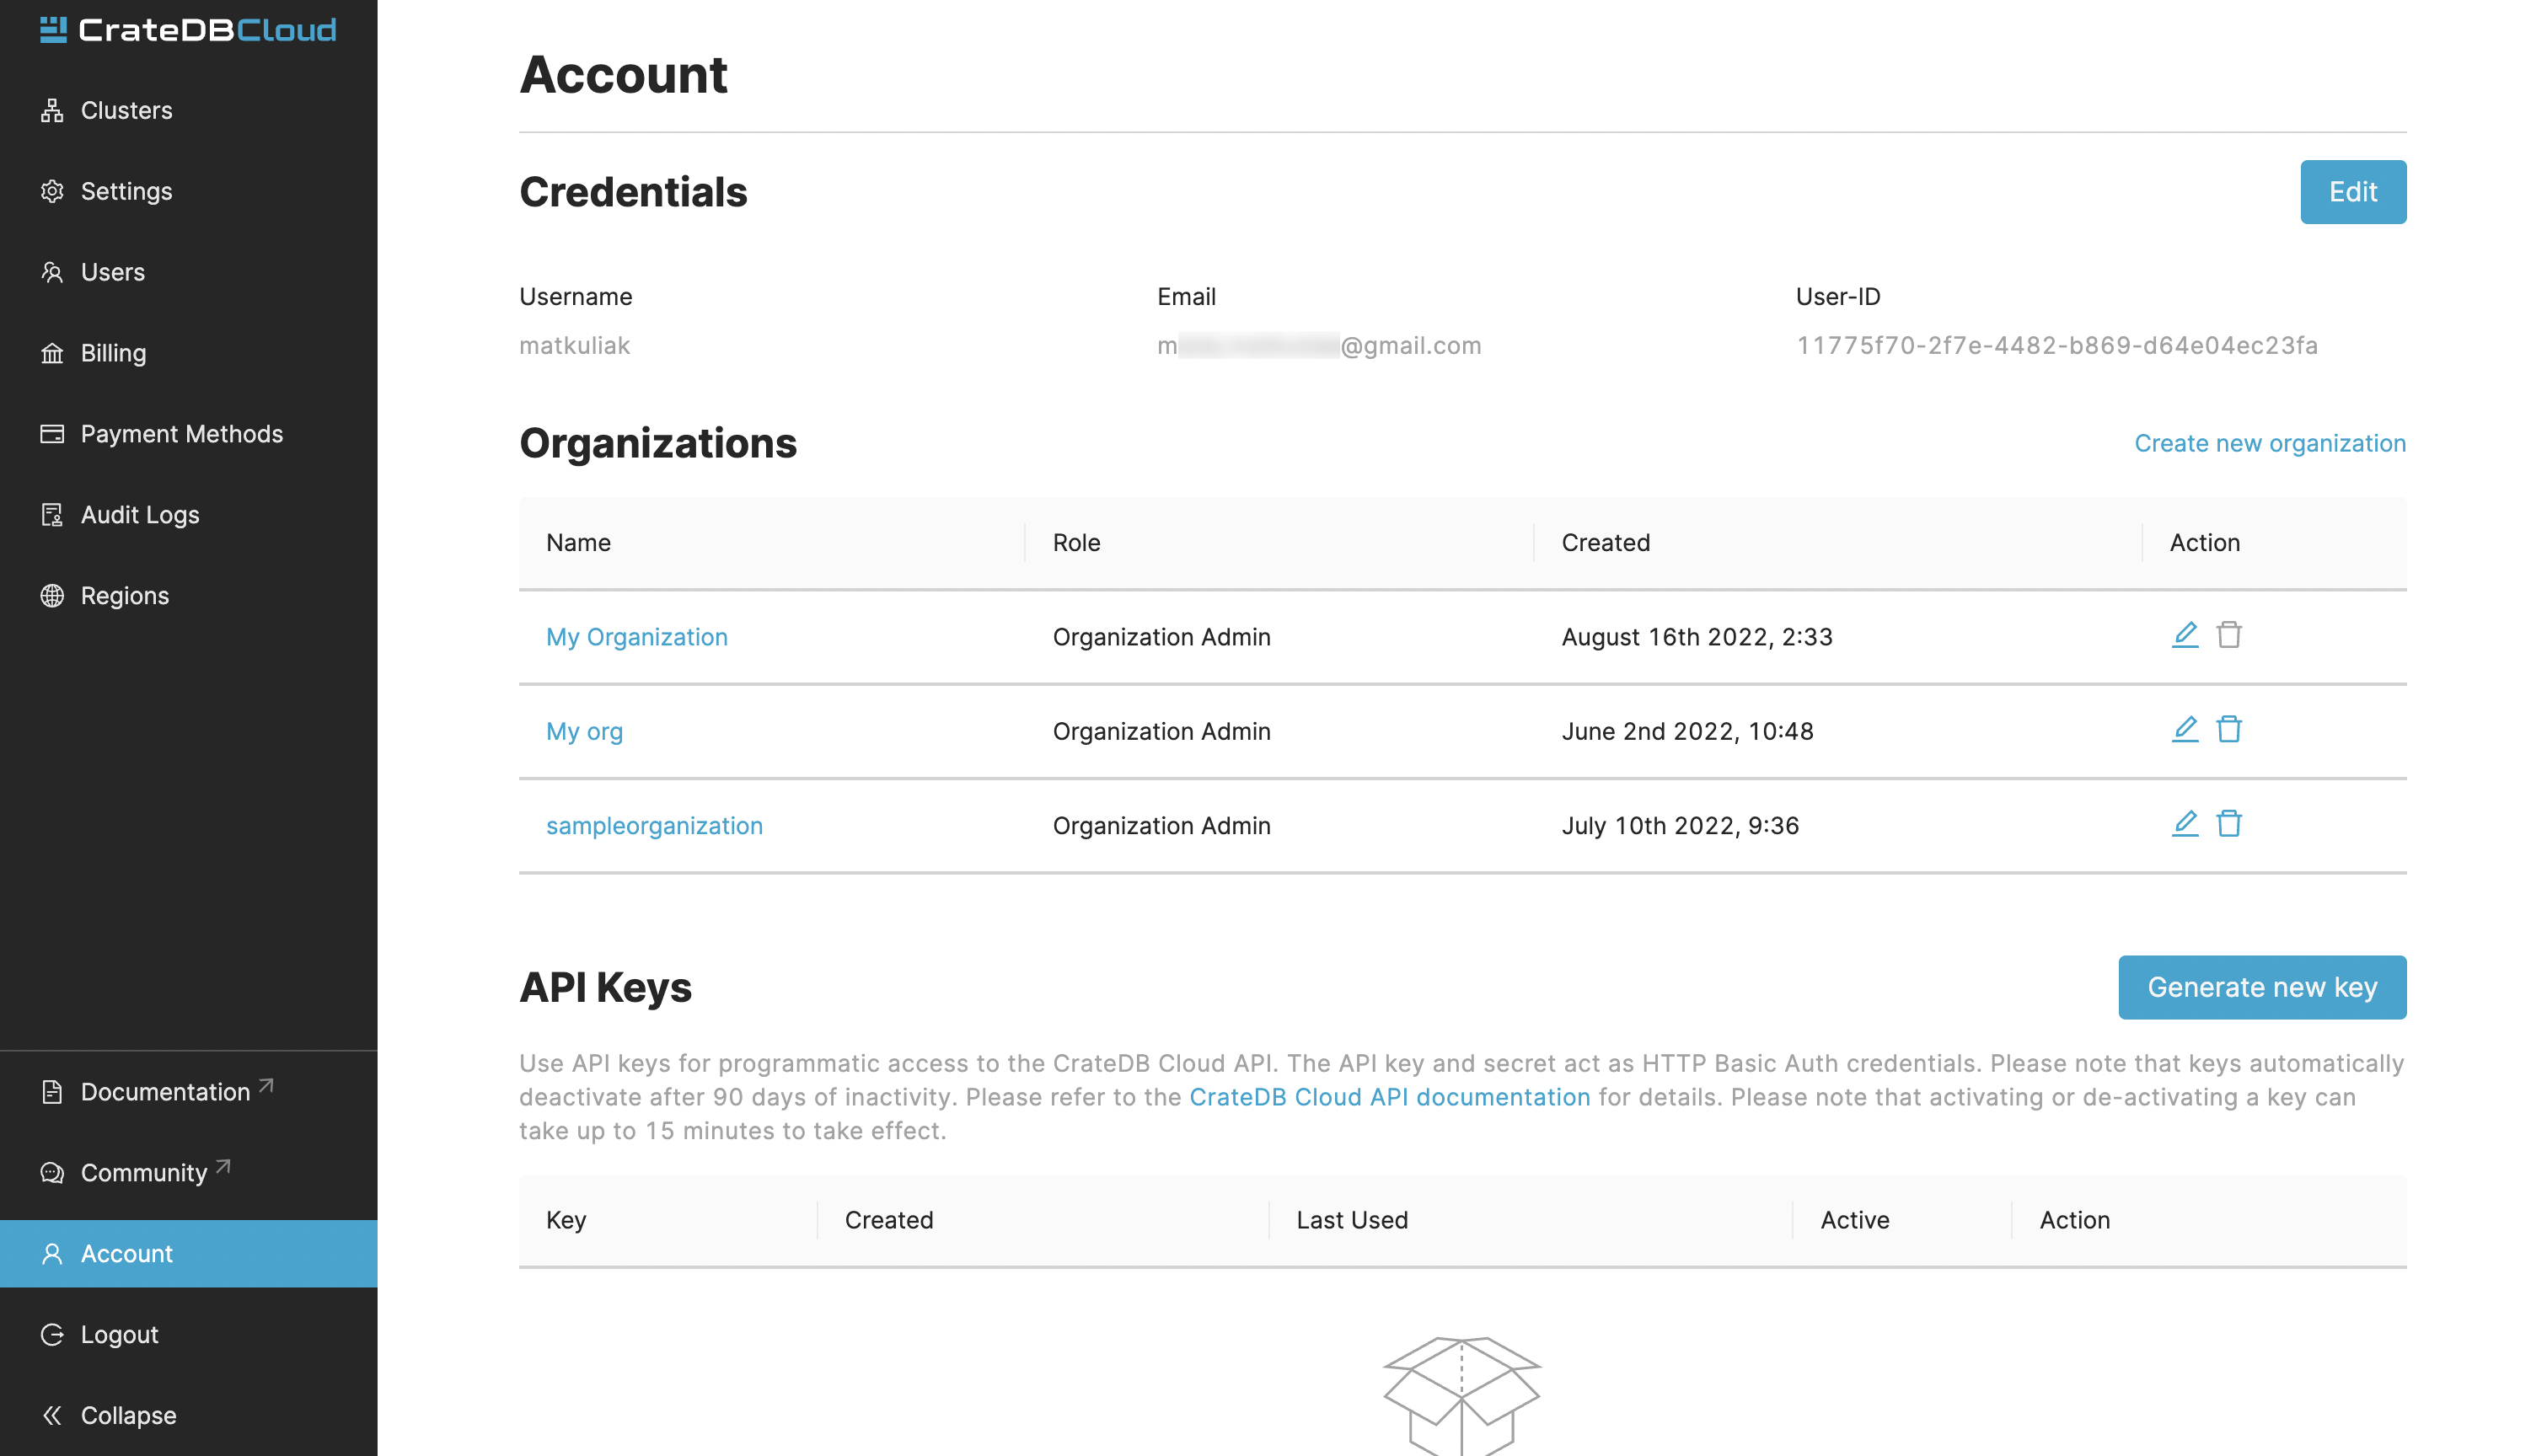 CrateDBCloud
Clusters
Settings
Users
Billing
Payment Methods
Audit Logs
Regions
Documentation
Community
Account
Logout
Collapse
Account
Credentials
Edit
Username
Email
User-ID
matkuliak
m @gmail.com
11775f70-2f7e-4482-b869-d64e04ec23fa
Organizations
Create new organization
Name Role Created Action
My Organization Organization Admin August 16th 2022, 2:33
My org Organization Admin June 2nd 2022, 10:48
sampleorganization Organization Admin July 10th 2022, 9:36
API Keys
Generate new key
Use API keys for programmatic access to the CrateDB Cloud API. The API key and secret act as HTTP Basic Auth credentials. Please note that keys automatically
deactivate after 90 days of inactivity. Please refer to the CrateDB Cloud API documentation for details. Please note that activating or de-activating a key can
take up to 15 minutes to take effect.
Key Created Last Used Active Action